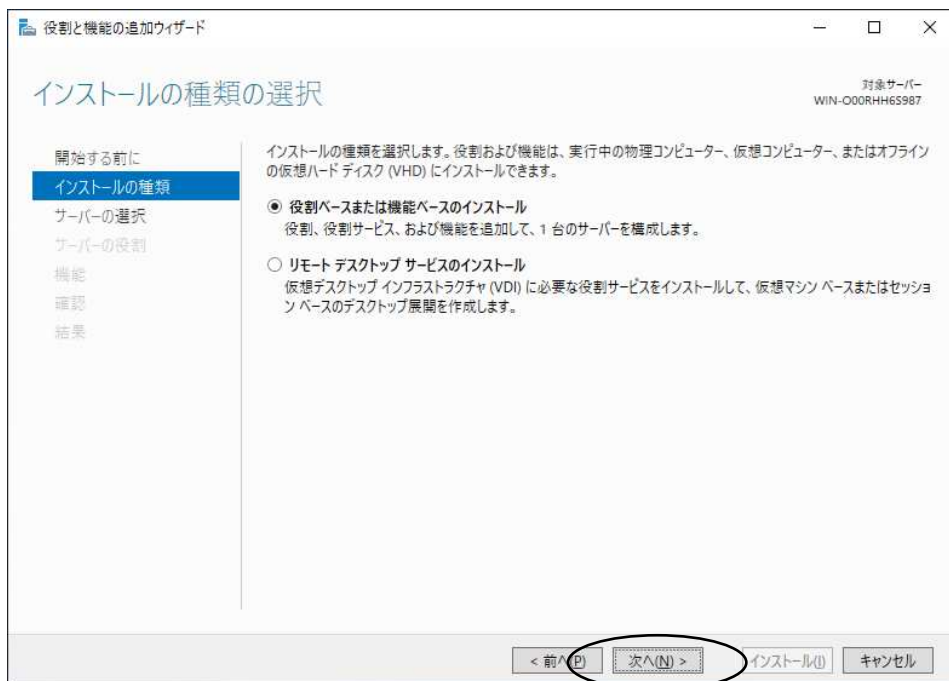 役割と機能の追加ウィザード
インストールの種類の選択
対象サーバー
WIN-O00RHH6S987
開始する前に
インストールの種類
サーバーの選択
サーバーの役割
機能
確認
結果
インストールの種類を選択します。役割および機能は、実行中の物理コンピューター、仮想コンピューター、またはオフライン
の仮想ハード ディスク (VHD) にインストールできます。
役割ベースまたは機能ベースのインストール
役割、役割サービス、および機能を追加して、1 台のサーバーを構成します。
リモート デスクトップ サービスのインストール
仮想デスクトップ インフラストラクチャ (VDI) に必要な役割サービスをインストールして、仮想マシン ベースまたはセッショ
ン ベースのデスクトップ展開を作成します。
< 前へ(P) 次へ(N) > インストール(I) キャンセル